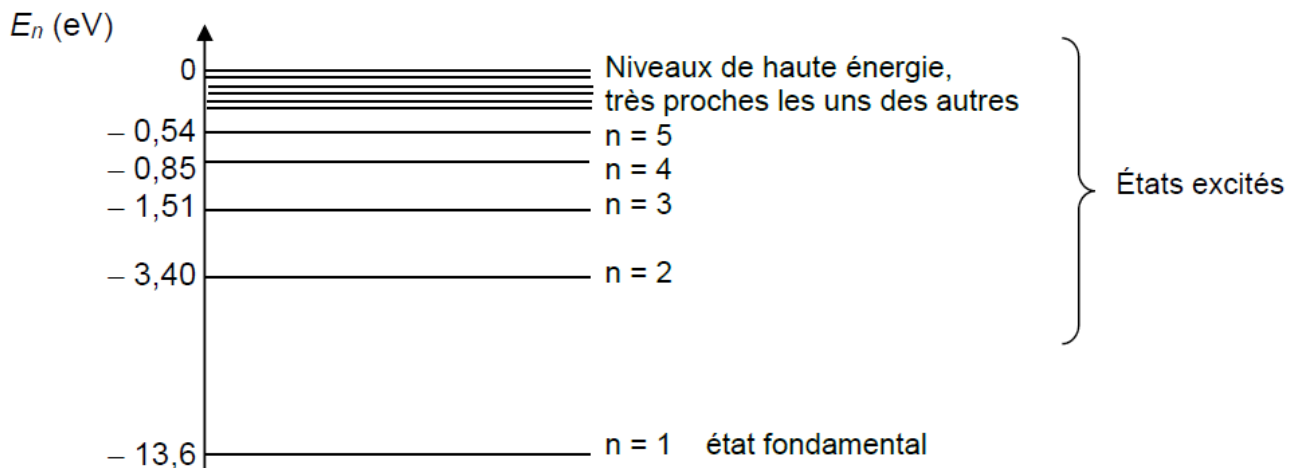 Eₙ (eV)
0
Niveaux de haute énergie,
très proches les uns des autres
– 0,54
n = 5
– 0,85
n = 4
États excités
– 1,51
n = 3
– 3,40
n = 2
– 13,6
n = 1 état fondamental